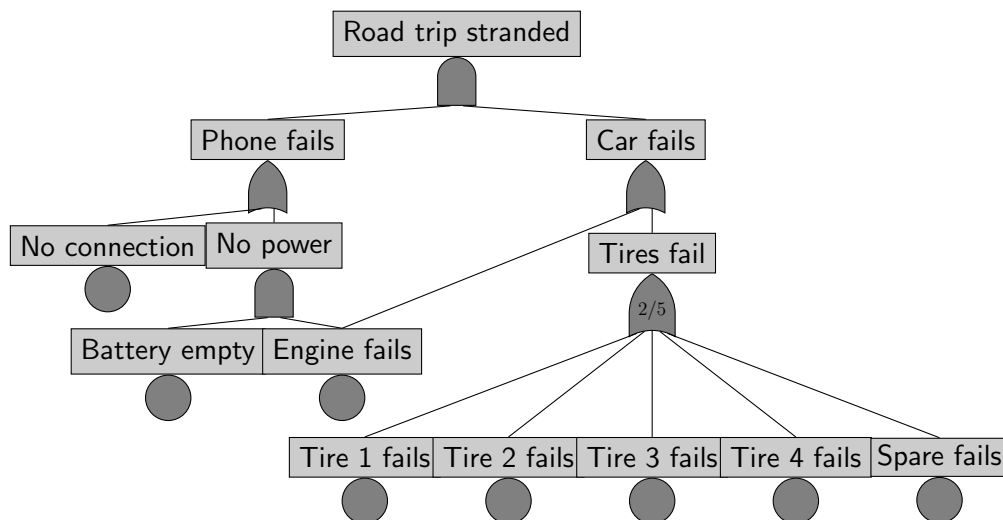 Road trip stranded
Phone fails
Car fails
No connection
No power
Tires fail
2/5
Battery empty
Engine fails
Tire 1 fails
Tire 2 fails
Tire 3 fails
Tire 4 fails
Spare fails